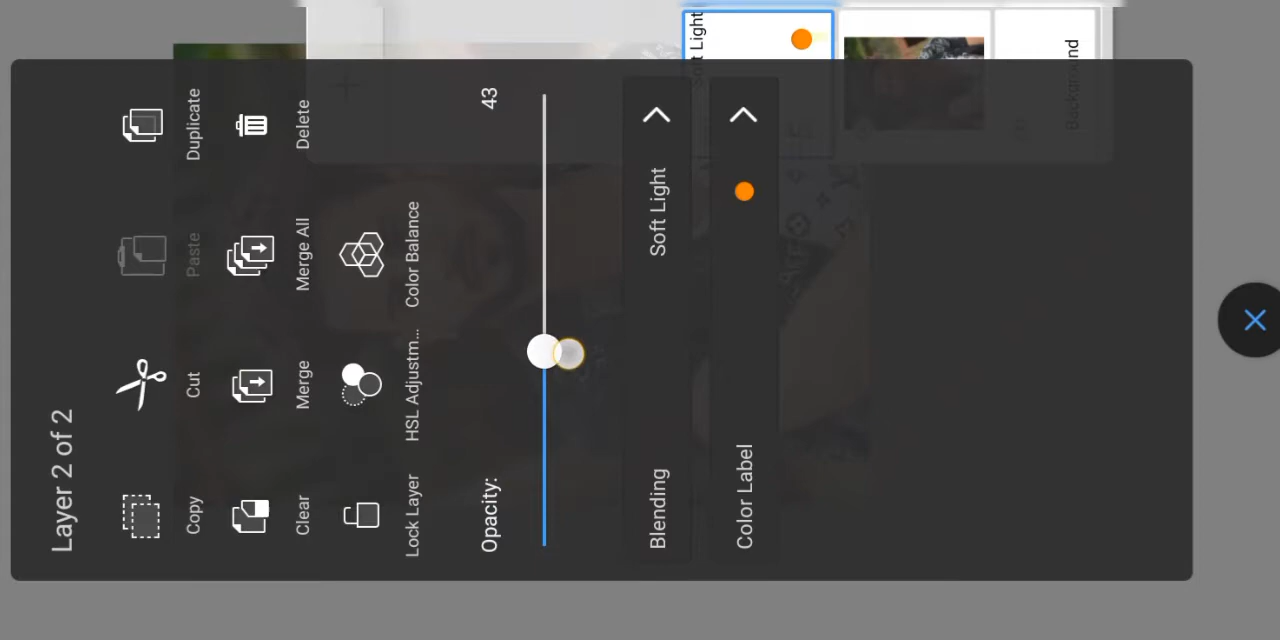 Soft Light
Background
Layer 2 of 2
Copy
Cut
Paste
Duplicate
Clear
Merge
Merge All
Delete
Lock Layer
HSL Adjustm...
Color Balance
Opacity:
43
Blending
Soft Light
Color Label